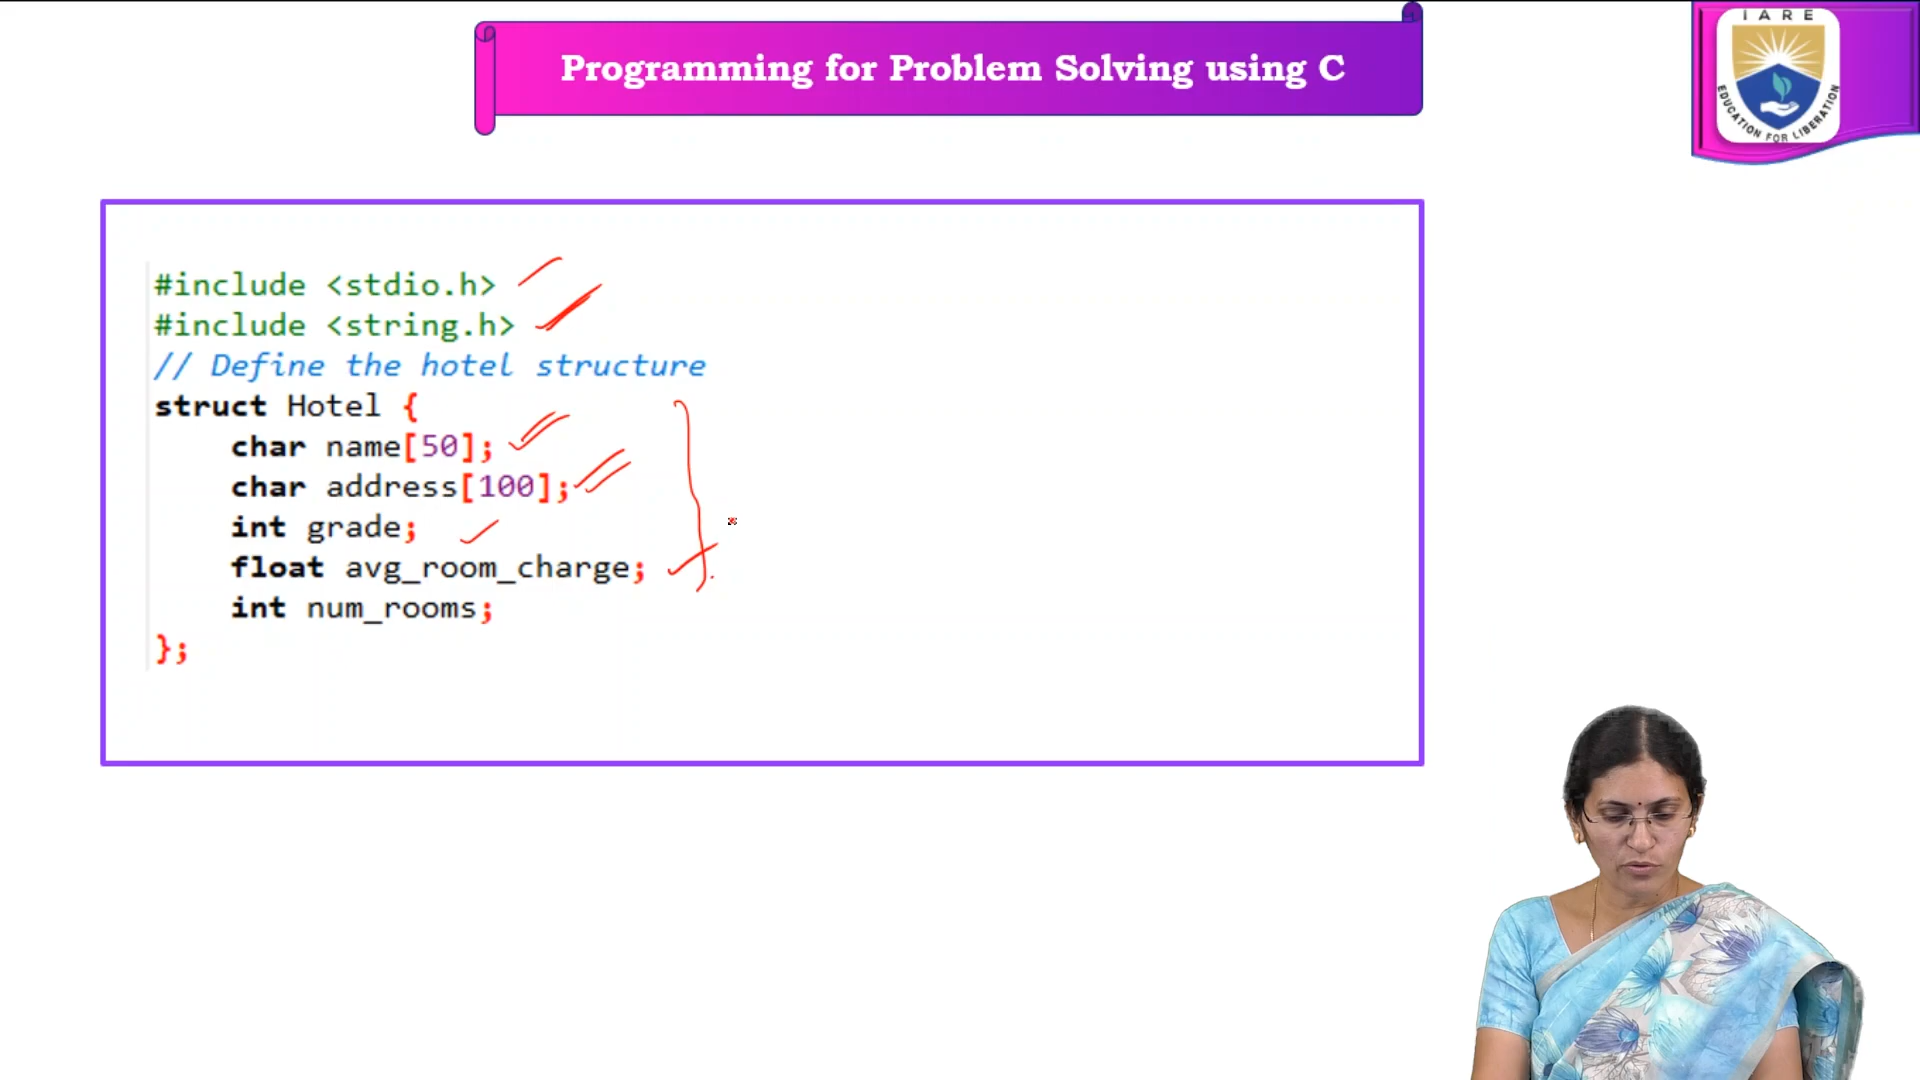 Programming for Problem Solving using C
IARE
EDUCATION FOR LIBERATION
#include <stdio.h>
#include <string.h>
// Define the hotel structure
struct Hotel {
char name[50];
char address[100];
int grade;
float avg_room_charge;
int num_rooms;
};